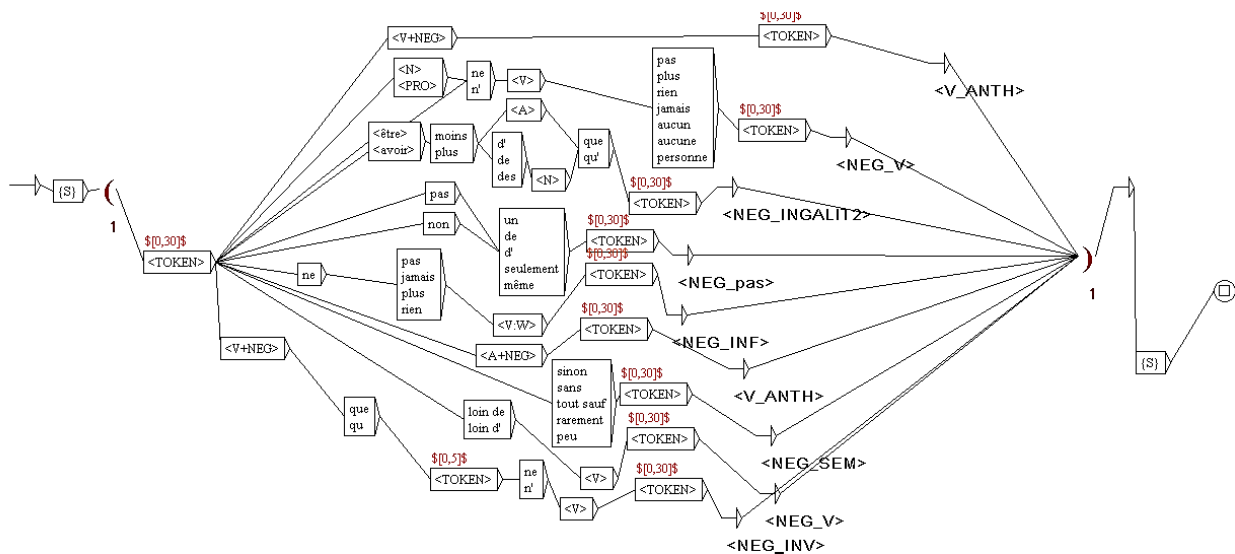 $[0,30]$
<V+NEG>
<TOKEN>
<V_ANTH>
<N>
<PRO>
ne
n'
<V>
pas
plus
rien
jamais
aucun
aucune
personne
$[0,30]$
<TOKEN>
<NEG_V>
<être>
<avoir>
moins
plus
<A>
d'
de
des
<N>
que
qu'
$[0,30]$
<TOKEN>
<NEG_INGALIT2>
{S}
(
1
$[0,30]$
<TOKEN>
pas
non
un
de
d'
seulement
même
$[0,30]$
<TOKEN>
<NEG_pas>
)
1
{S}
ne
pas
jamais
plus
rien
<V:W>
$[0,30]$
<TOKEN>
<NEG_INF>
<A+NEG>
$[0,30]$
<TOKEN>
<V_ANTH>
sinon
sans
tout sauf
rarement
peu
$[0,30]$
<TOKEN>
<NEG_SEM>
loin de
loin d'
<V>
$[0,30]$
<TOKEN>
<NEG_V>
<V+NEG>
que
qu
$[0,5]$
<TOKEN>
ne
n'
<V>
$[0,30]$
<TOKEN>
<NEG_INV>